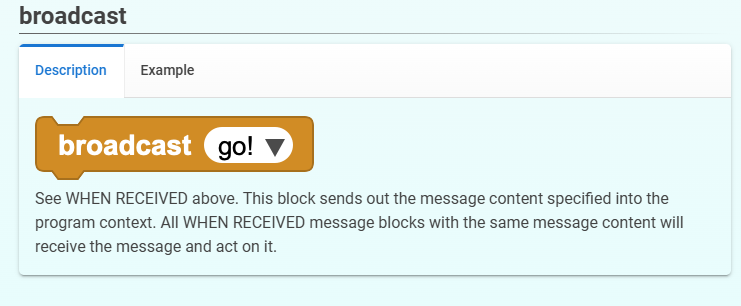 broadcast
Description
Example
broadcast go!
See WHEN RECEIVED above. This block sends out the message content specified into the
program context. All WHEN RECEIVED message blocks with the same message content will
receive the message and act on it.